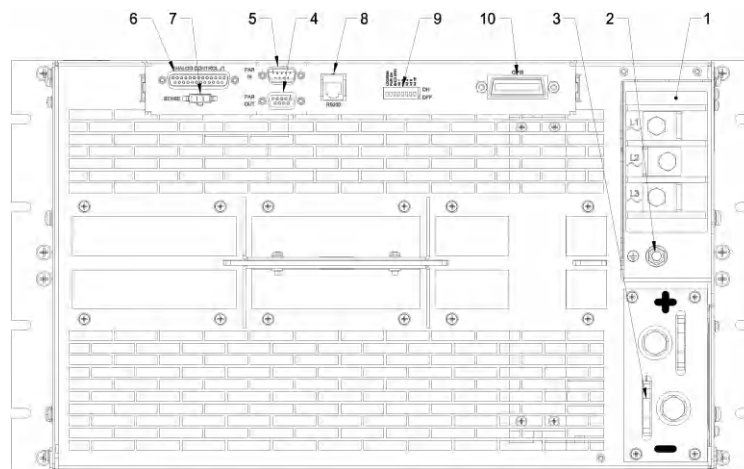 6 7 5 4 8 9 10 3 2 1
ANALOG CONTROL J1
PAR
IN
PAR
OUT
RS232
ON
OFF
GPIB
L1
L2
L3
+
-